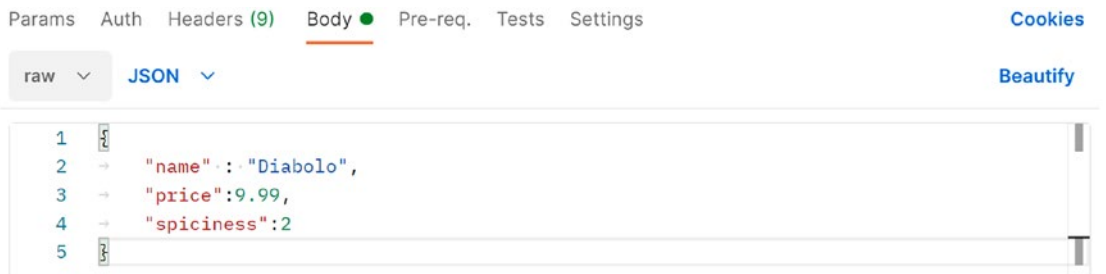 Params Auth Headers (9) Body Pre-req. Tests Settings Cookies
raw JSON Beautify
1 {
2 "name" : "Diabolo",
3 "price":9.99,
4 "spiciness":2
5 }